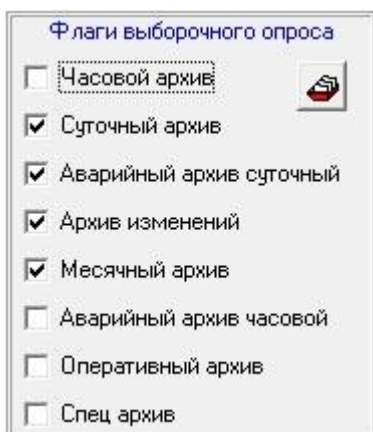 Флаги выборочного опроса
Часовой архив
Суточный архив
Аварийный архив суточный
Архив изменений
Месячный архив
Аварийный архив часовой
Оперативный архив
Спец архив